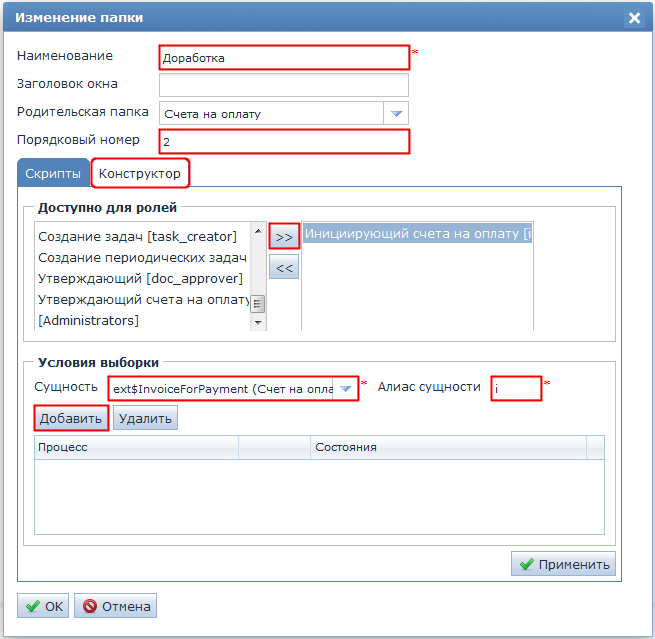 Изменение папки
Наименование Доработка *
Заголовок окна
Родительская папка Счета на оплату
Порядковый номер 2
Скрипты Конструктор
Доступно для ролей
Создание задач [task_creator]
Создание периодических задач
Утверждающий [doc_approver]
Утверждающий счета на оплату
[Administrators]
>>
<<
Инициирующий счета на оплату [i
Условия выборки
Сущность ext$InvoiceForPayment (Счет на опла * Алиас сущности i *
Добавить Удалить
Процесс Состояния
Применить
OK Отмена